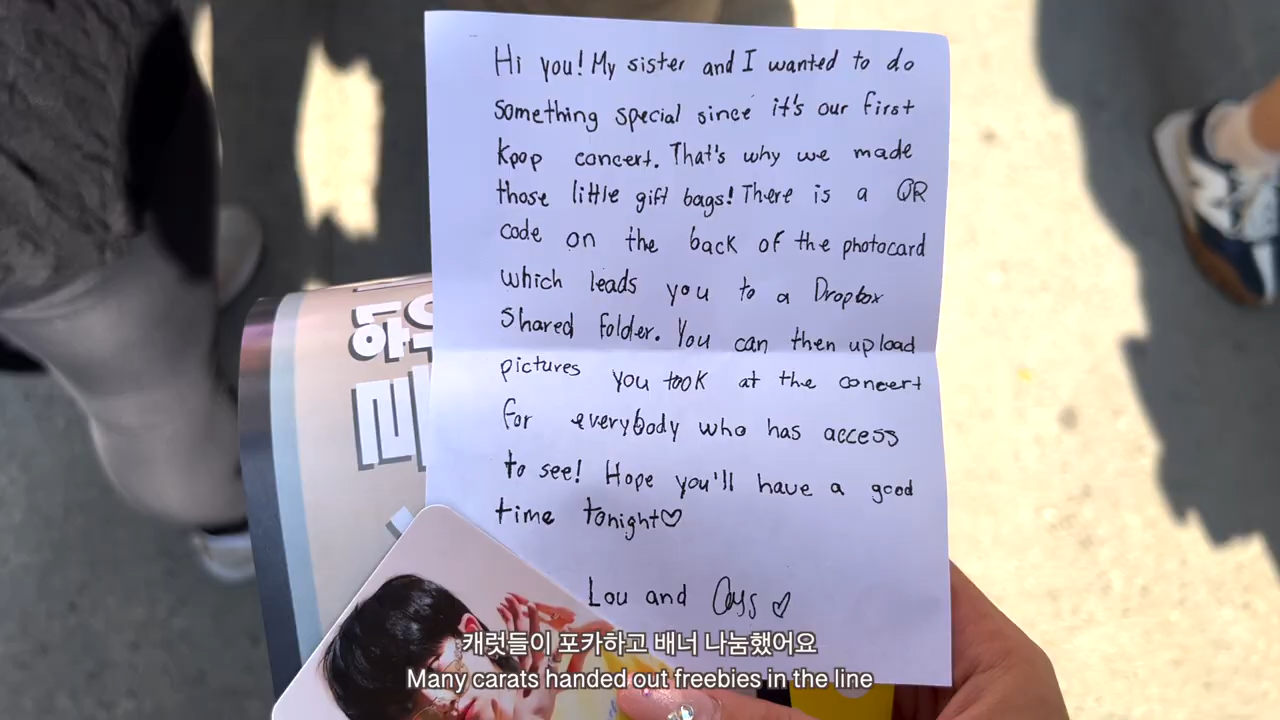 Hi you! My sister and I wanted to do
something special since it's our first
kpop concert. That's why we made
those little gift bags! There is a QR
code on the back of the photocard
which leads you to a Dropbox
shared folder. You can then upload
pictures you took at the concert
for everybody who has access
to see! Hope you'll have a good
time tonight♡
Lou and
캐럿들이 포카하고 배너 나눔했어요
Many carats handed out freebies in the line